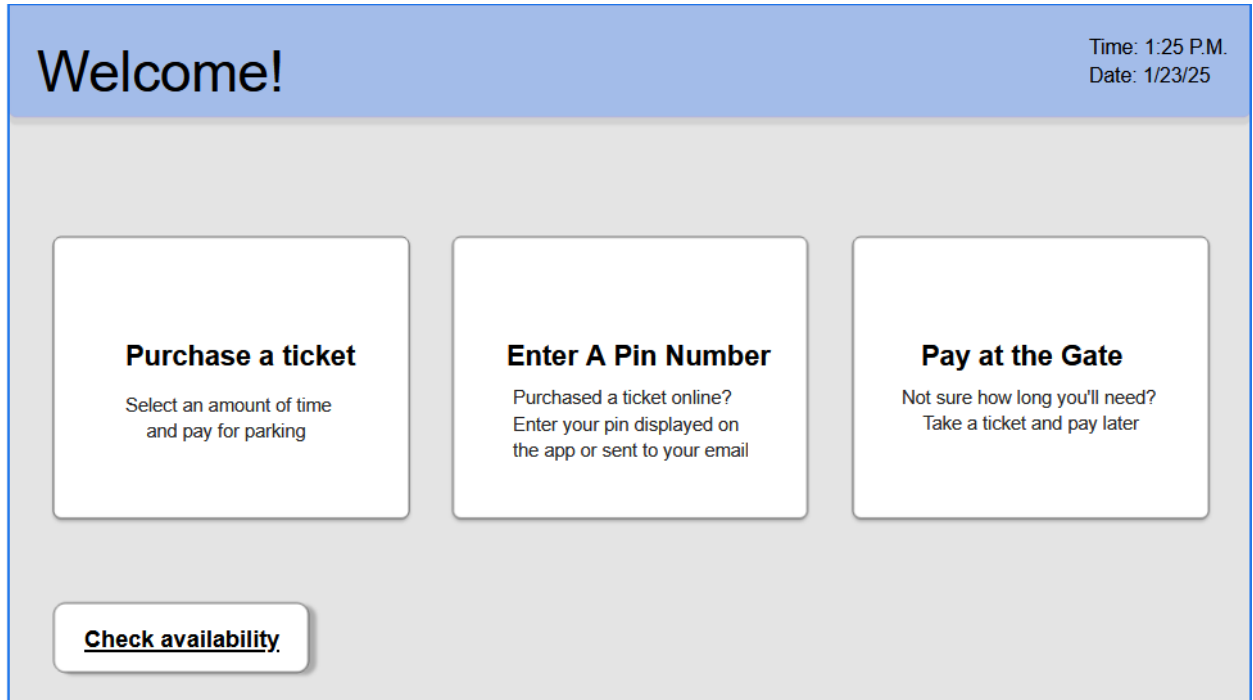 Welcome!
Time: 1:25 P.M.
Date: 1/23/25
Purchase a ticket
Select an amount of time
and pay for parking
Enter A Pin Number
Purchased a ticket online?
Enter your pin displayed on
the app or sent to your email
Pay at the Gate
Not sure how long you'll need?
Take a ticket and pay later
Check availability